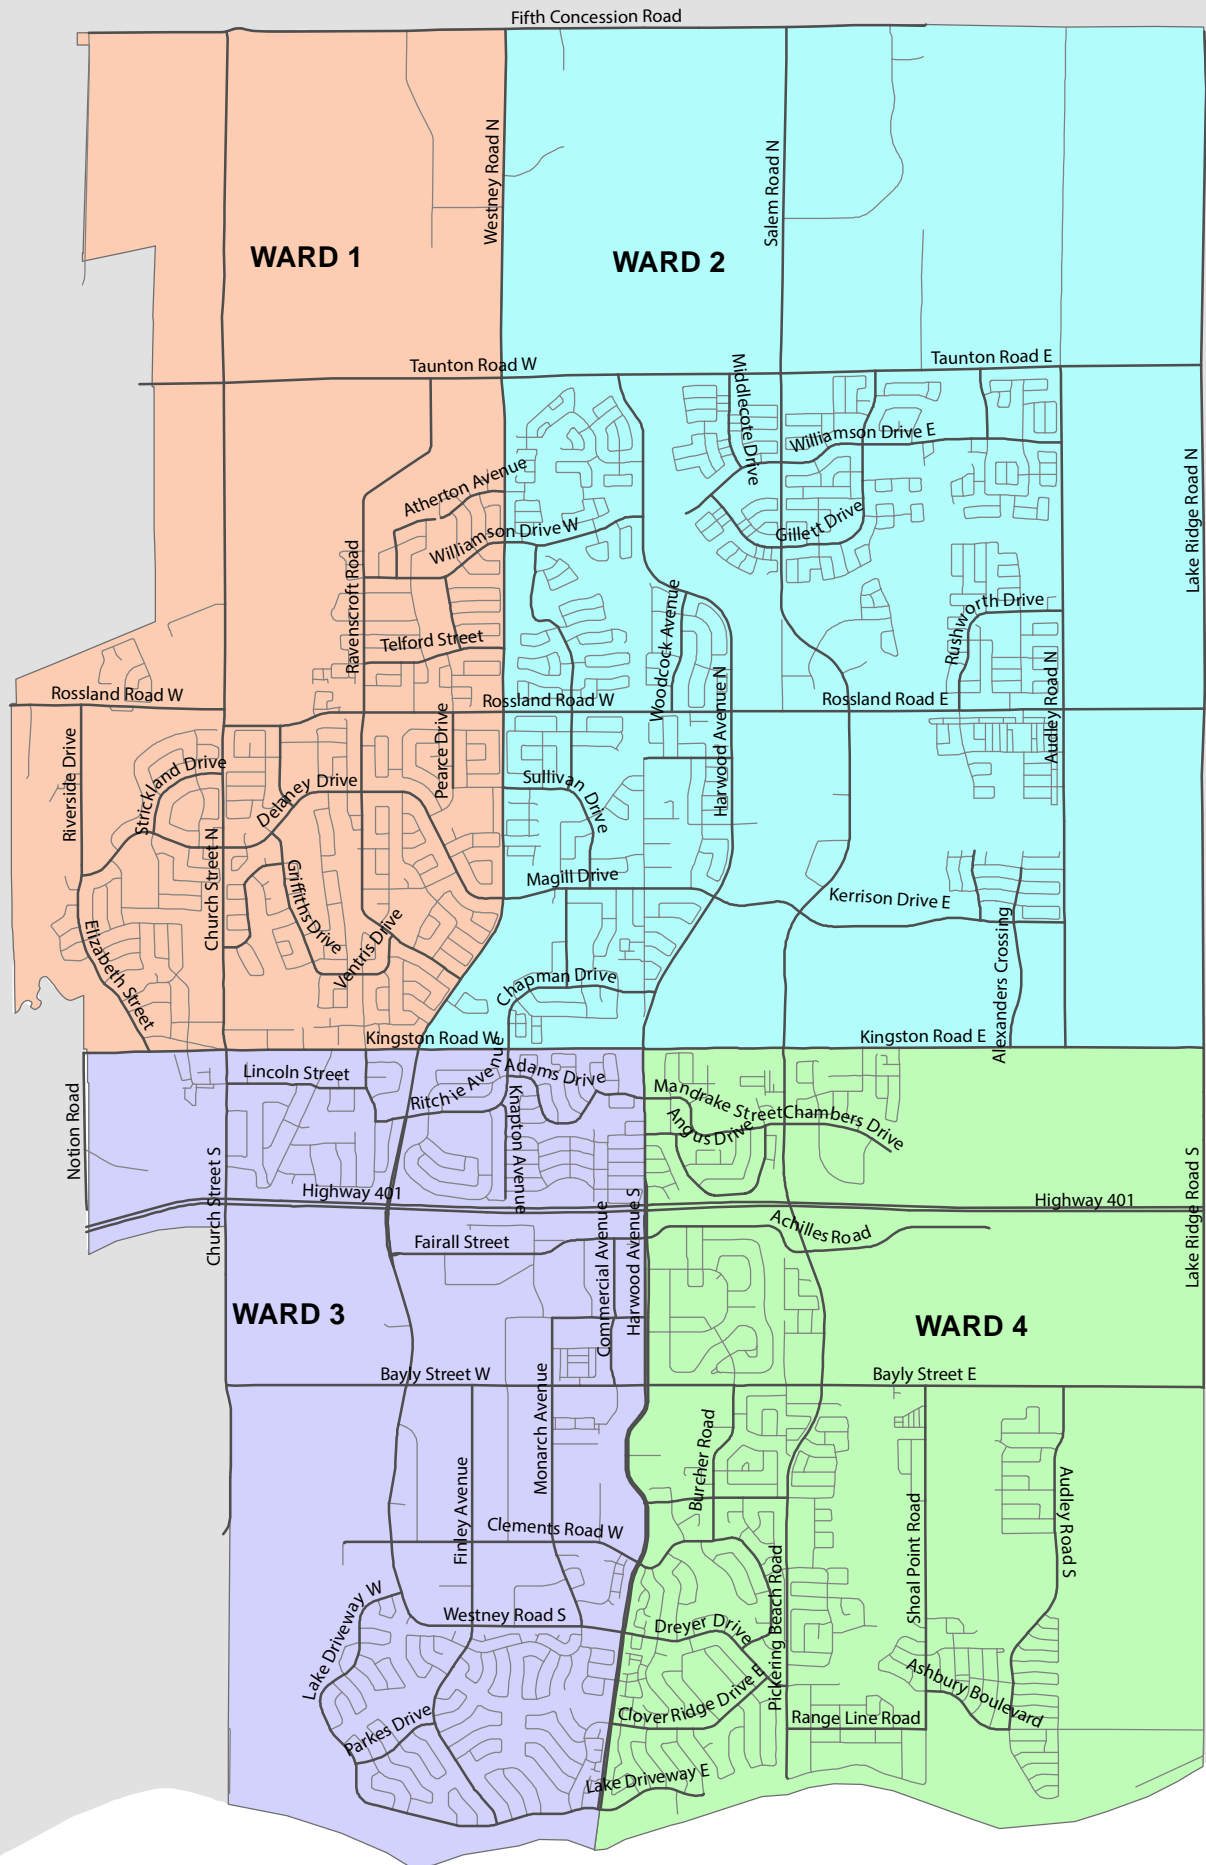 Fifth Concession Road
Westney Road N
Salem Road N
WARD 1
WARD 2
Taunton Road W
Taunton Road E
Middlecote Drive
Williamson Drive E
Lake Ridge Road N
Atherton Avenue
Williamson Drive W
Gillett Drive
Ravenscroft Road
Woodcock Avenue
Rushworth Drive
Telford Street
Audley Road N
Rossland Road W
Rossland Road W
Rossland Road E
Harwood Avenue N
Pearce Drive
Riverside Drive
Strickland Drive
Delaney Drive
Sullivan Drive
Church Street N
Griffiths Drive
Magill Drive
Kerrison Drive E
Elizabeth Street
Ventris Drive
Chapman Drive
Alexanders Crossing
Kingston Road W
Kingston Road E
Lincoln Street
Ritchie Avenue
Adams Drive
Knapton Avenue
Mandrake Street
Chambers Drive
Angus Drive
Notion Road
Church Street S
Highway 401
Highway 401
Lake Ridge Road S
Fairall Street
Commercial Avenue
Harwood Avenue S
Achilles Road
WARD 3
WARD 4
Bayly Street W
Bayly Street E
Monarch Avenue
Burcher Road
Finley Avenue
Clements Road W
Shoal Point Road
Audley Road S
Pickering Beach Road
Lake Driveway W
Westney Road S
Dreyer Drive
Clover Ridge Drive E
Ashbury Boulevard
Parkes Drive
Range Line Road
Lake Driveway E